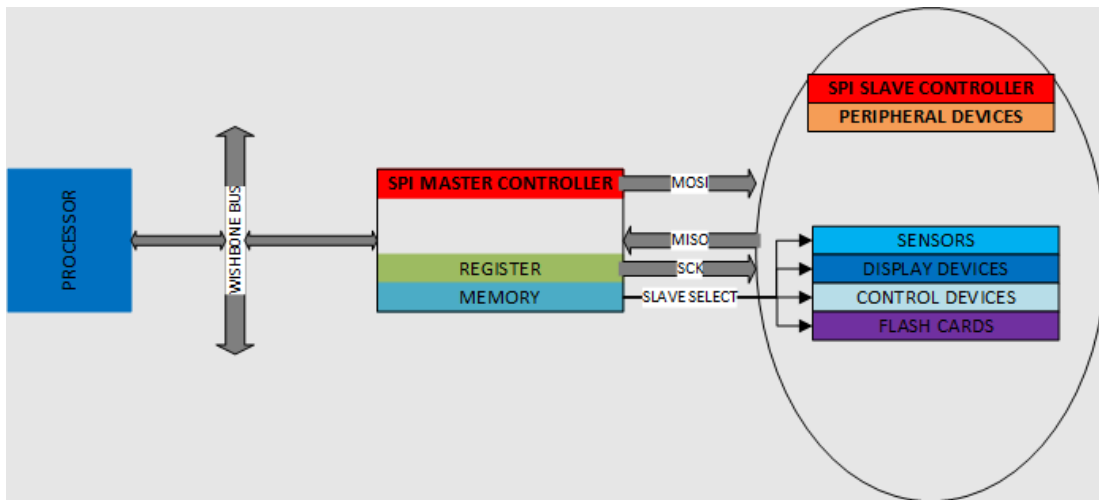 SPI SLAVE CONTROLLER
PERIPHERAL DEVICES
PROCESSOR
WISHBONE BUS
SPI MASTER CONTROLLER
MOSI
MISO
REGISTER
SCK
MEMORY
SLAVE SELECT
SENSORS
DISPLAY DEVICES
CONTROL DEVICES
FLASH CARDS